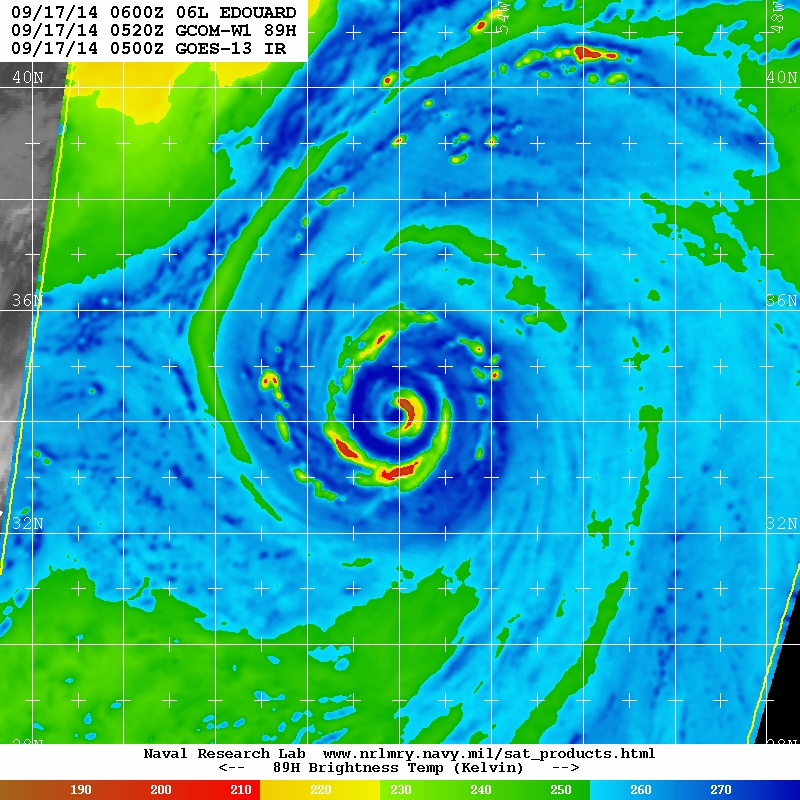 09/17/14 0600Z 06L EDOUARD
09/17/14 0520Z GCOM-W1 89H
09/17/14 0500Z GOES-13 IR
54W 48W
40N 40N
36N 36N
32N 32N
Naval Research Lab www.nrlmry.navy.mil/sat_products.html
<-- 89H Brightness Temp (Kelvin) -->
190 200 210 220 230 240 250 260 270